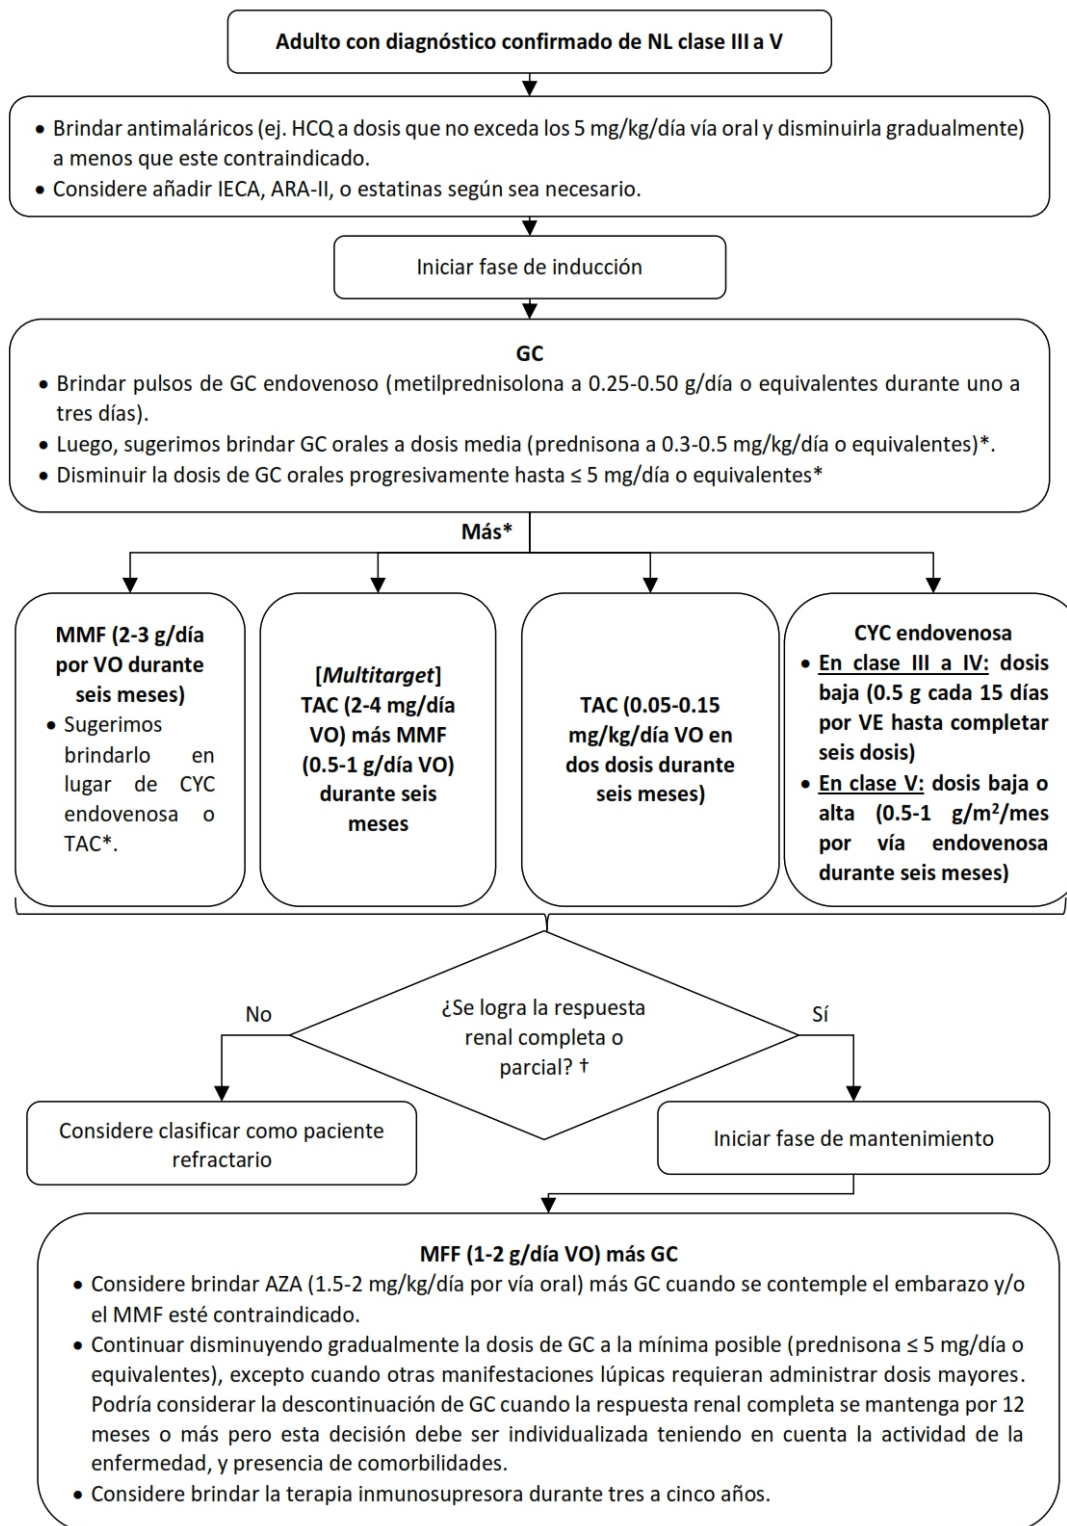 Adulto con diagnóstico confirmado de NL clase III a V
• Brindar antimaláricos (ej. HCQ a dosis que no exceda los 5 mg/kg/día vía oral y disminuirla gradualmente)
a menos que este contraindicado.
• Considere añadir IECA, ARA-II, o estatinas según sea necesario.
Iniciar fase de inducción
GC
• Brindar pulsos de GC endovenoso (metilprednisolona a 0.25-0.50 g/día o equivalentes durante uno a
tres días).
• Luego, sugerimos brindar GC orales a dosis media (prednisona a 0.3-0.5 mg/kg/día o equivalentes)*.
• Disminuir la dosis de GC orales progresivamente hasta ≤ 5 mg/día o equivalentes*
Más*
MMF (2-3 g/día
por VO durante
seis meses)
• Sugerimos
brindarlo en
lugar de CYC
endovenosa o
TAC*.
[Multitarget]
TAC (2-4 mg/día
VO) más MMF
(0.5-1 g/día VO)
durante seis
meses
TAC (0.05-0.15
mg/kg/día VO en
dos dosis durante
seis meses)
CYC endovenosa
• En clase III a IV: dosis
baja (0.5 g cada 15 días
por VE hasta completar
seis dosis)
• En clase V: dosis baja o
alta (0.5-1 g/m²/mes
por vía endovenosa
durante seis meses)
¿Se logra la respuesta
renal completa o
parcial? †
No
Sí
Considere clasificar como paciente
refractario
Iniciar fase de mantenimiento
MFF (1-2 g/día VO) más GC
• Considere brindar AZA (1.5-2 mg/kg/día por vía oral) más GC cuando se contemple el embarazo y/o
el MMF esté contraindicado.
• Continuar disminuyendo gradualmente la dosis de GC a la mínima posible (prednisona ≤ 5 mg/día o
equivalentes), excepto cuando otras manifestaciones lúpicas requieran administrar dosis mayores.
Podría considerar la descontinuación de GC cuando la respuesta renal completa se mantenga por 12
meses o más pero esta decisión debe ser individualizada teniendo en cuenta la actividad de la
enfermedad, y presencia de comorbilidades.
• Considere brindar la terapia inmunosupresora durante tres a cinco años.